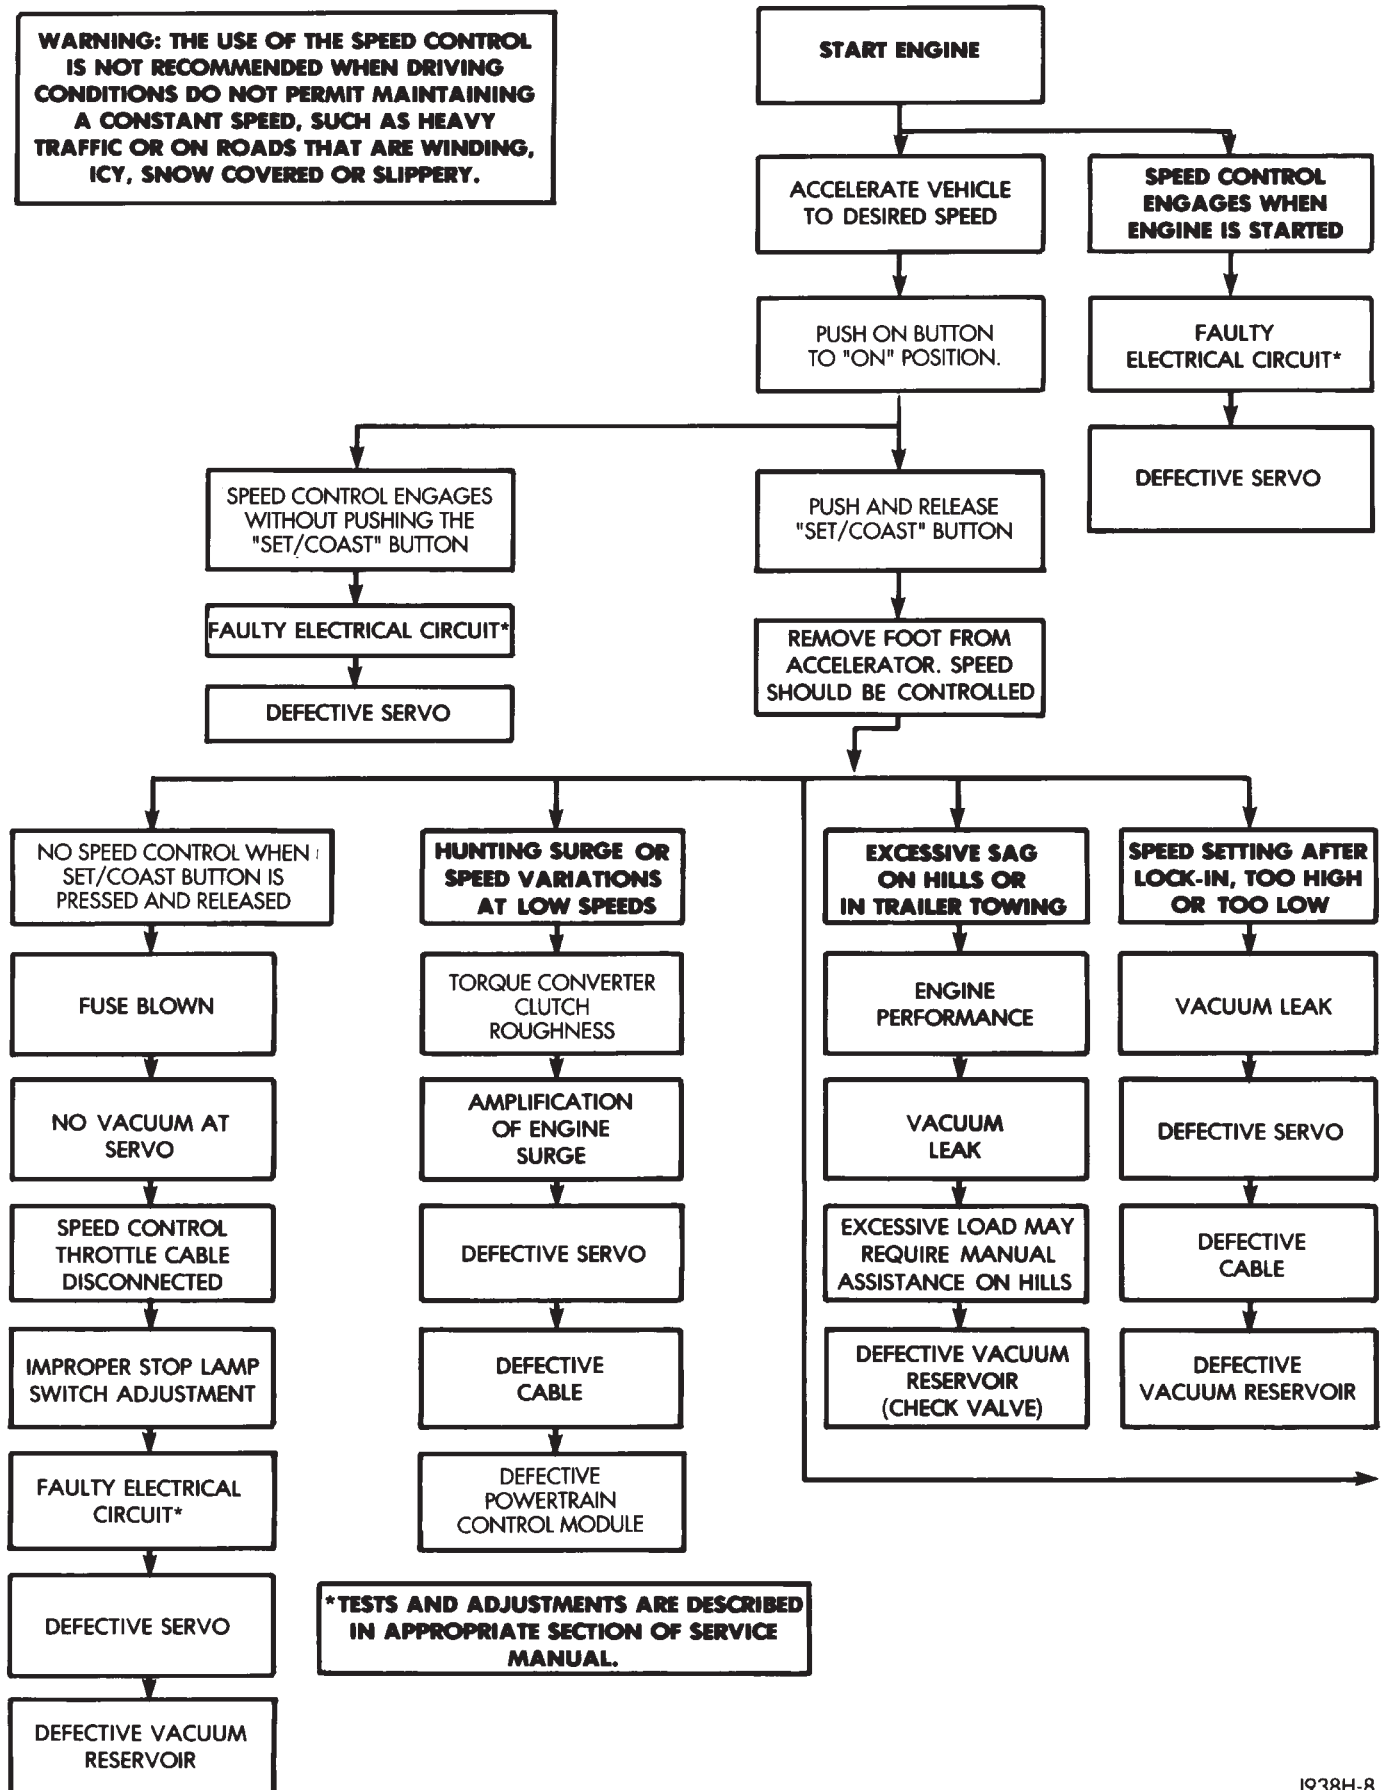 WARNING: THE USE OF THE SPEED CONTROL
IS NOT RECOMMENDED WHEN DRIVING
CONDITIONS DO NOT PERMIT MAINTAINING
A CONSTANT SPEED, SUCH AS HEAVY
TRAFFIC OR ON ROADS THAT ARE WINDING,
ICY, SNOW COVERED OR SLIPPERY.
START ENGINE
ACCELERATE VEHICLE
TO DESIRED SPEED
SPEED CONTROL
ENGAGES WHEN
ENGINE IS STARTED
PUSH ON BUTTON
TO "ON" POSITION.
FAULTY
ELECTRICAL CIRCUIT*
DEFECTIVE SERVO
SPEED CONTROL ENGAGES
WITHOUT PUSHING THE
"SET/COAST" BUTTON
PUSH AND RELEASE
"SET/COAST" BUTTON
FAULTY ELECTRICAL CIRCUIT*
DEFECTIVE SERVO
REMOVE FOOT FROM
ACCELERATOR. SPEED
SHOULD BE CONTROLLED
NO SPEED CONTROL WHEN
SET/COAST BUTTON IS
PRESSED AND RELEASED
FUSE BLOWN
NO VACUUM AT
SERVO
SPEED CONTROL
THROTTLE CABLE
DISCONNECTED
IMPROPER STOP LAMP
SWITCH ADJUSTMENT
FAULTY ELECTRICAL
CIRCUIT*
DEFECTIVE SERVO
DEFECTIVE VACUUM
RESERVOIR
HUNTING SURGE OR
SPEED VARIATIONS
AT LOW SPEEDS
TORQUE CONVERTER
CLUTCH
ROUGHNESS
AMPLIFICATION
OF ENGINE
SURGE
DEFECTIVE SERVO
DEFECTIVE
CABLE
DEFECTIVE
POWERTRAIN
CONTROL MODULE
EXCESSIVE SAG
ON HILLS OR
IN TRAILER TOWING
ENGINE
PERFORMANCE
VACUUM
LEAK
EXCESSIVE LOAD MAY
REQUIRE MANUAL
ASSISTANCE ON HILLS
DEFECTIVE VACUUM
RESERVOIR
(CHECK VALVE)
SPEED SETTING AFTER
LOCK-IN, TOO HIGH
OR TOO LOW
VACUUM LEAK
DEFECTIVE SERVO
DEFECTIVE
CABLE
DEFECTIVE
VACUUM RESERVOIR
*TESTS AND ADJUSTMENTS ARE DESCRIBED
IN APPROPRIATE SECTION OF SERVICE
MANUAL.
J938H-8